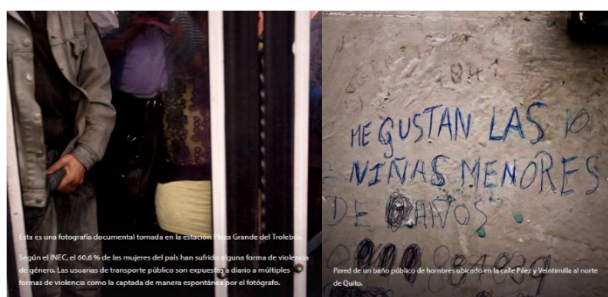 Esta es una fotografía documental tomada en la estación Plaza Grande del Trolebús.
Según el INEC, el 60,6 % de las mujeres del país han sufrido alguna forma de violencia
de género. Las usuarias de transporte público son expuestas a diario a múltiples
formas de violencia como la captada de manera espontánea por el fotógrafo.
ME GUSTAN LAS
NIÑAS MENORES
DE AÑOS
Pared de un baño público de hombres ubicado en la calle Páez y Veintimilla al norte
de Quito.